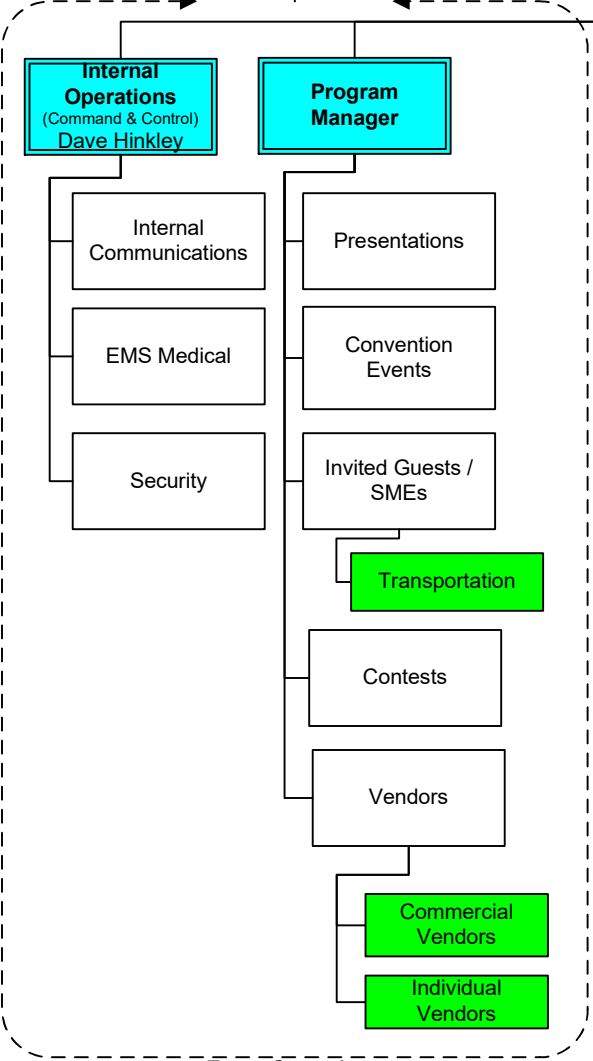 Internal
Operations
(Command & Control)
Dave Hinkley
Program
Manager
Internal
Communications
EMS Medical
Security
Presentations
Convention
Events
Invited Guests /
SMEs
Transportation
Contests
Vendors
Commercial
Vendors
Individual
Vendors